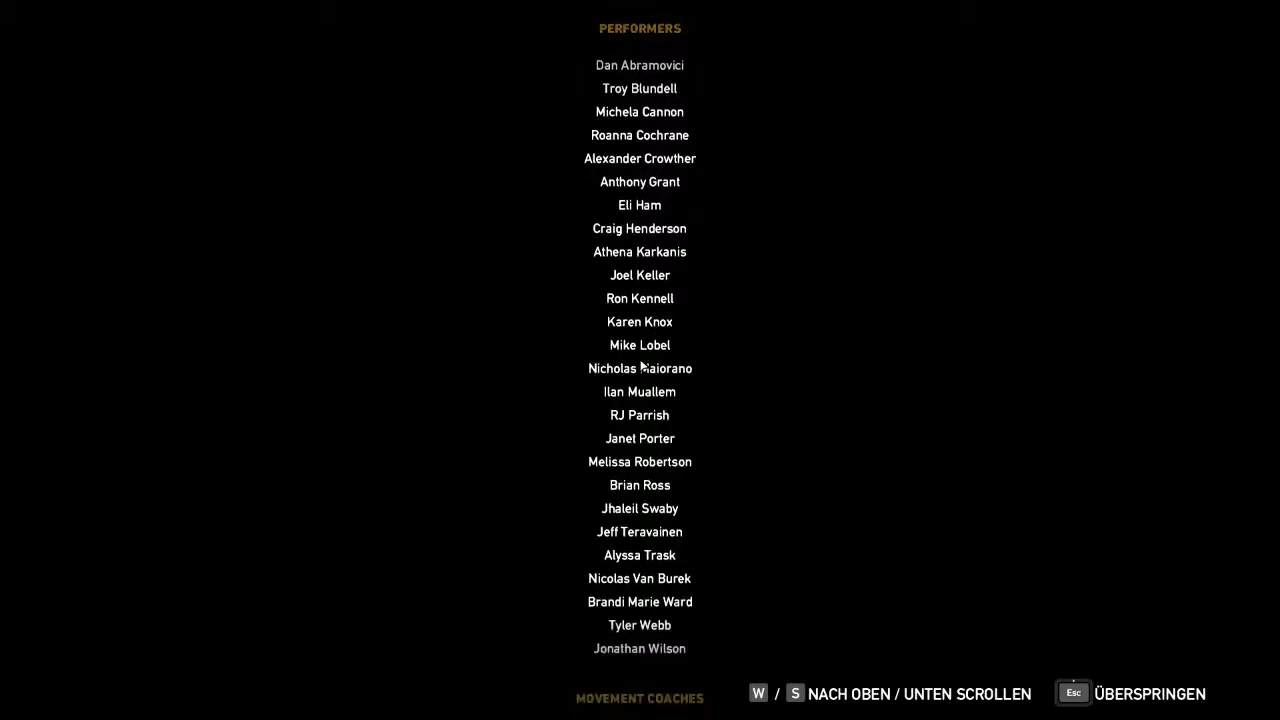 PERFORMERS
Dan Abramovici
Troy Blundell
Michela Cannon
Roanna Cochrane
Alexander Crowther
Anthony Grant
Eli Ham
Craig Henderson
Athena Karkanis
Joel Keller
Ron Kennell
Karen Knox
Mike Lobel
Nicholas Maiorano
Ilan Muallem
RJ Parrish
Janet Porter
Melissa Robertson
Brian Ross
Jhaleil Swaby
Jeff Teravainen
Alyssa Trask
Nicolas Van Burek
Brandi Marie Ward
Tyler Webb
Jonathan Wilson
MOVEMENT COACHES
W / S NACH OBEN / UNTEN SCROLLEN Esc ÜBERSPRINGEN